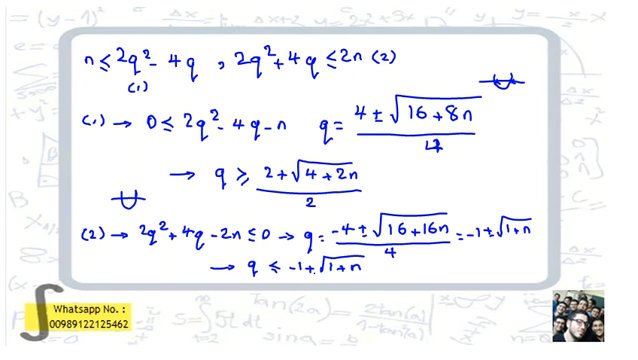 n ≤ 2q² - 4q , 2q² + 4q ≤ 2n (2)
(1)
(1) → 0 ≤ 2q² - 4q - n q = (4 ± √(16 + 8n))/4
→ q ≥ (2 + √(4 + 2n))/2
(2) → 2q² + 4q - 2n ≤ 0 → q = (-4 ± √(16 + 16n))/4 = -1 ± √(1 + n)
→ q ≤ -1 + √(1 + n)
Whatsapp No. :
00989122125462